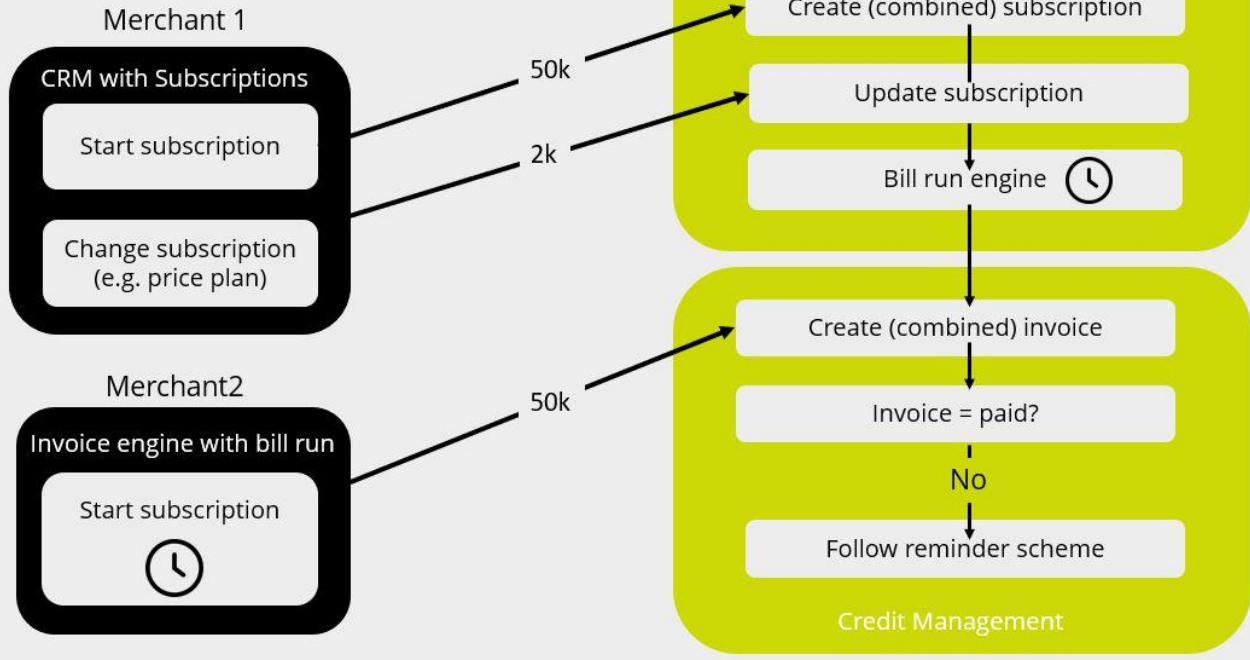 Merchant 1
CRM with Subscriptions
Start subscription
Change subscription
(e.g. price plan)
Merchant2
Invoice engine with bill run
Start subscription
50k
2k
50k
Create (combined) subscription
Update subscription
Bill run engine
Create (combined) invoice
Invoice = paid?
No
Follow reminder scheme
Credit Management